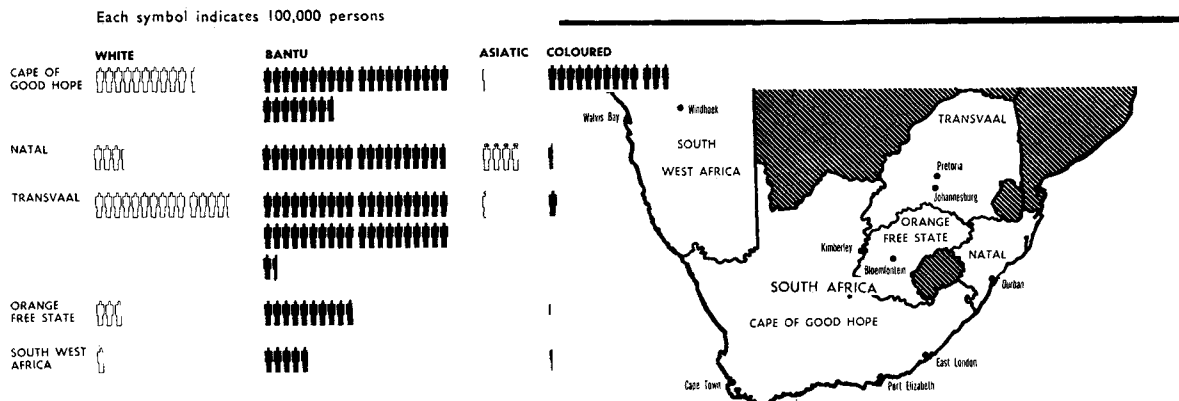 Each symbol indicates 100,000 persons
WHITE BANTU ASIATIC COLOURED
CAPE OF
GOOD HOPE
NATAL
TRANSVAAL
ORANGE
FREE STATE
SOUTH WEST
AFRICA
Walvis Bay
Windhoek
SOUTH
WEST AFRICA
TRANSVAAL
Pretoria
Johannesburg
ORANGE
FREE STATE
Kimberley
Bloemfontein
NATAL
Durban
SOUTH AFRICA
CAPE OF GOOD HOPE
East London
Cape Town
Port Elizabeth